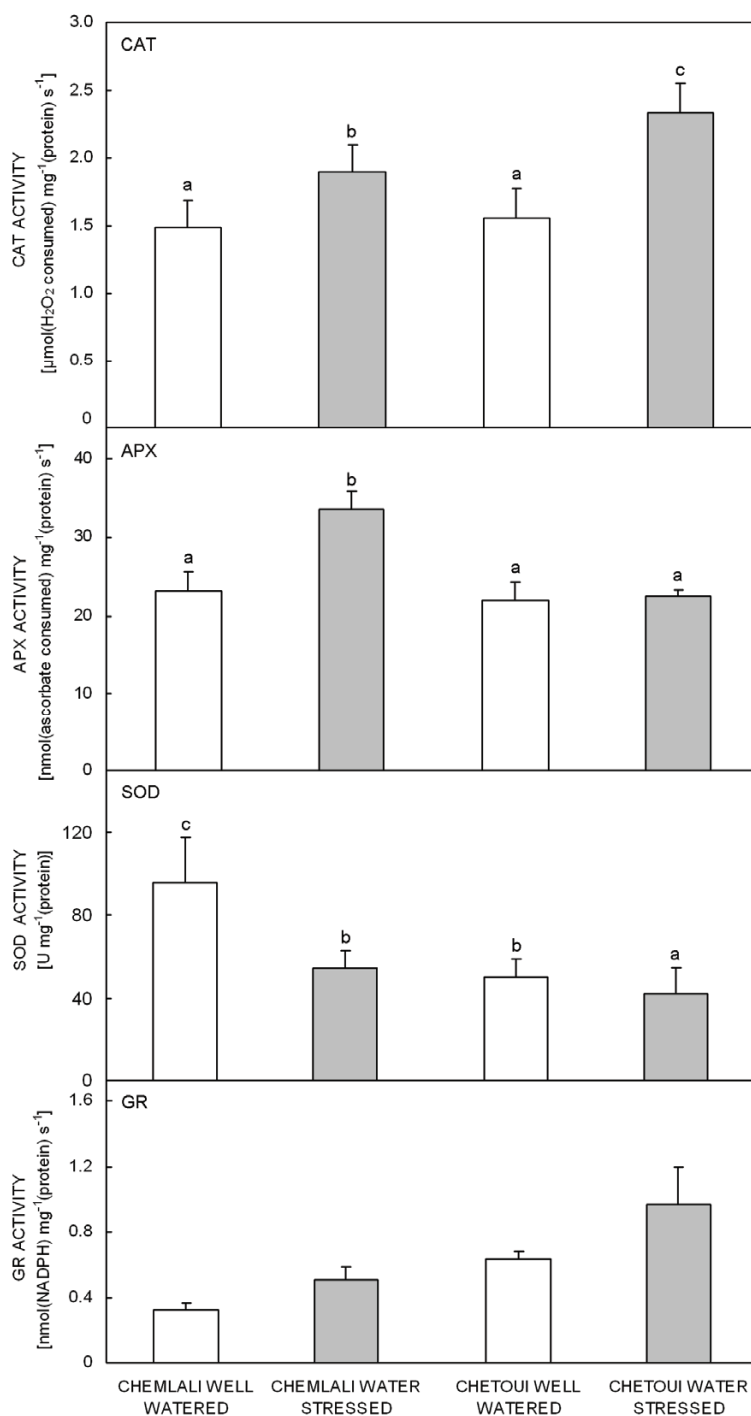 CAT
CAT ACTIVITY
[µmol(H₂O₂ consumed) mg⁻¹(protein) s⁻¹]
3.0
2.5
2.0
1.5
1.0
0.5
0
a
b
a
c
APX
APX ACTIVITY
[nmol(ascorbate consumed) mg⁻¹(protein) s⁻¹]
40
30
20
10
0
a
b
a
a
SOD
SOD ACTIVITY
[U mg⁻¹(protein)]
120
80
40
0
c
b
b
a
GR
GR ACTIVITY
[nmol(NADPH) mg⁻¹(protein) s⁻¹]
1.6
1.2
0.8
0.4
0
CHEMLALI WELL
WATERED
CHEMLALI WATER
STRESSED
CHETOUI WELL
WATERED
CHETOUI WATER
STRESSED